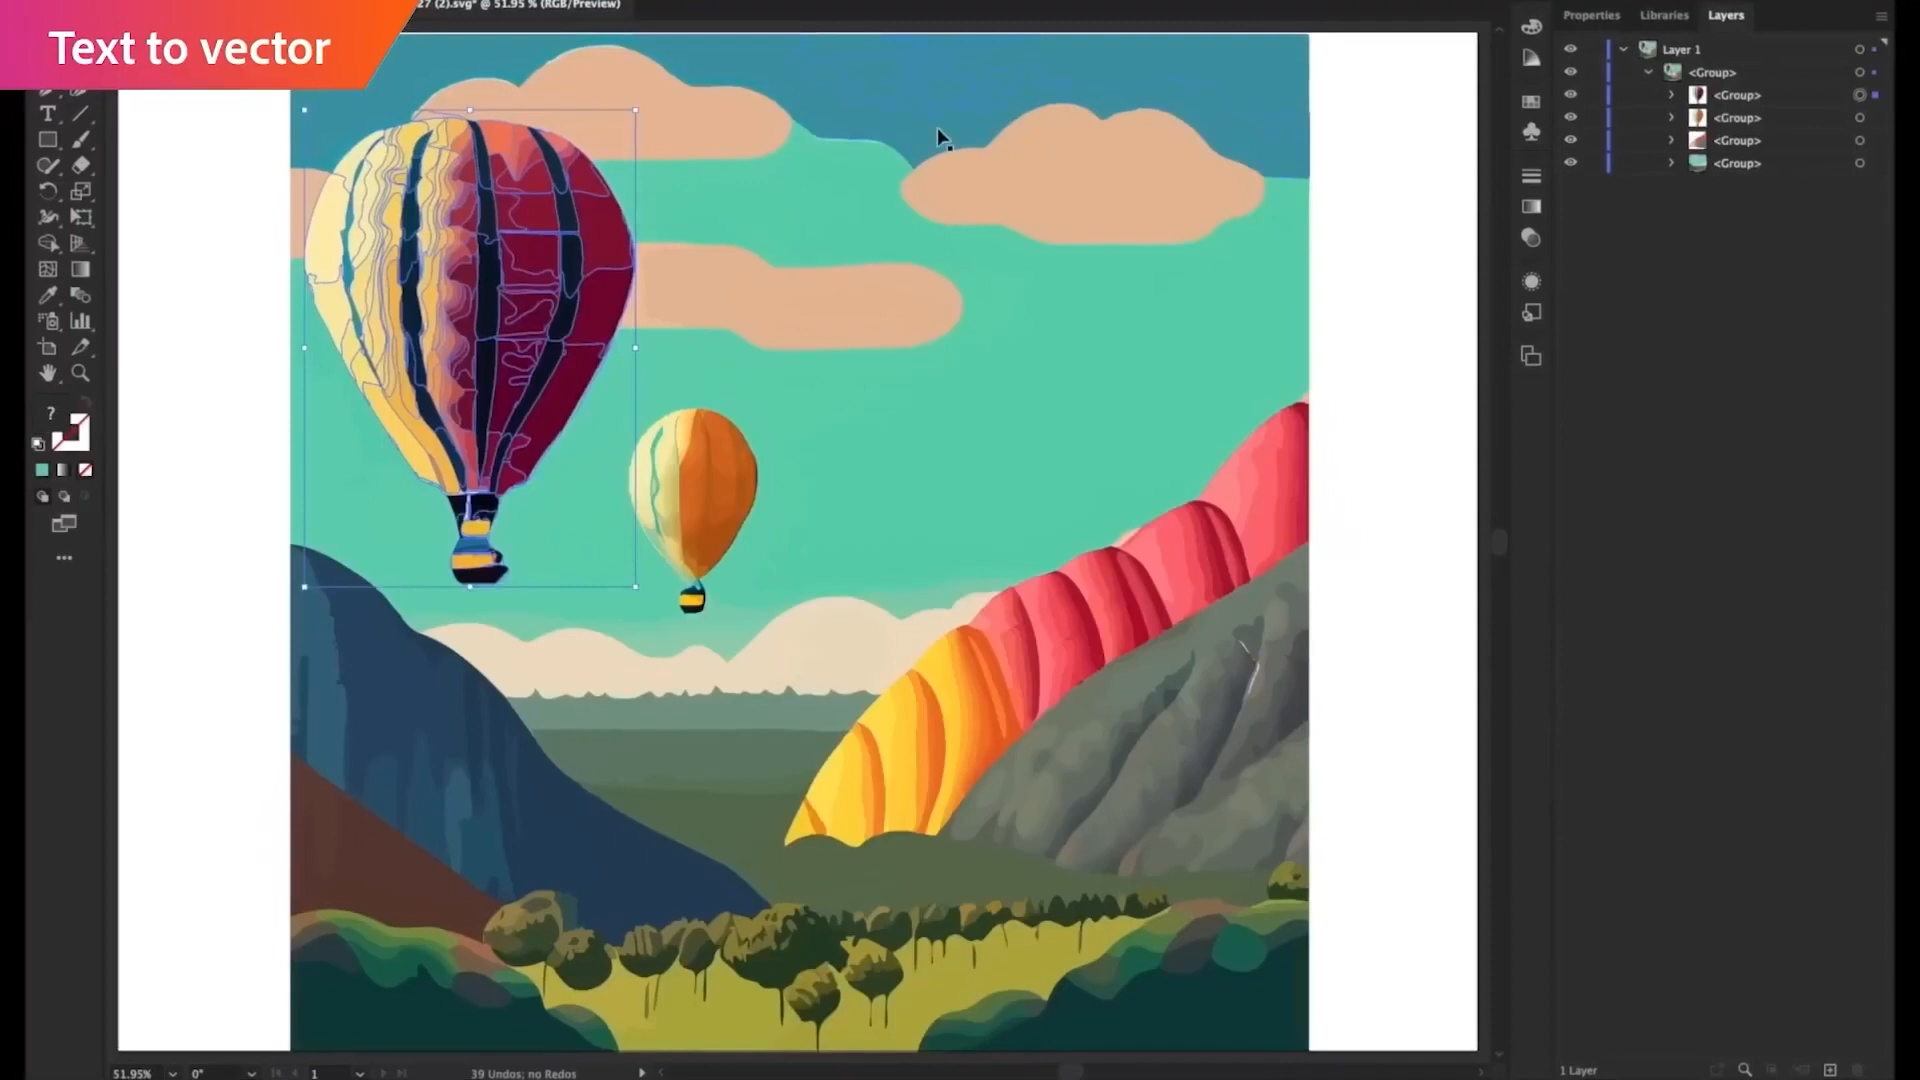 27 (2).svg* @ 51.95 % (RGB/Preview)
Text to vector
Properties Libraries Layers
Layer 1
<Group>
<Group>
<Group>
<Group>
<Group>
T
?
51.95% 0° 1 39 Undos; no Redos
1 Layer